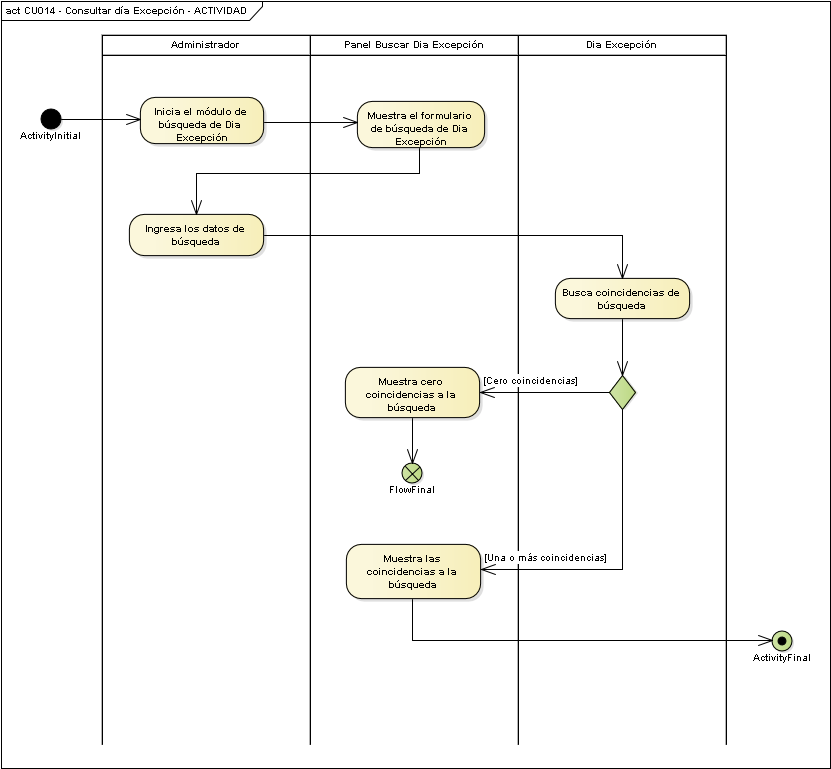 act CU014 - Consultar día Excepción - ACTIVIDAD
Administrador
Panel Buscar Dia Excepción
Dia Excepción
Inicia el módulo de
búsqueda de Dia
Excepción
Muestra el formulario
de búsqueda de Dia
Excepción
ActivityInitial
Ingresa los datos de
búsqueda
Busca coincidencias de
búsqueda
Muestra cero
coincidencias a la
búsqueda
[Cero coincidencias]
FlowFinal
Muestra las
coincidencias a la
búsqueda
[Una o más coincidencias]
ActivityFinal